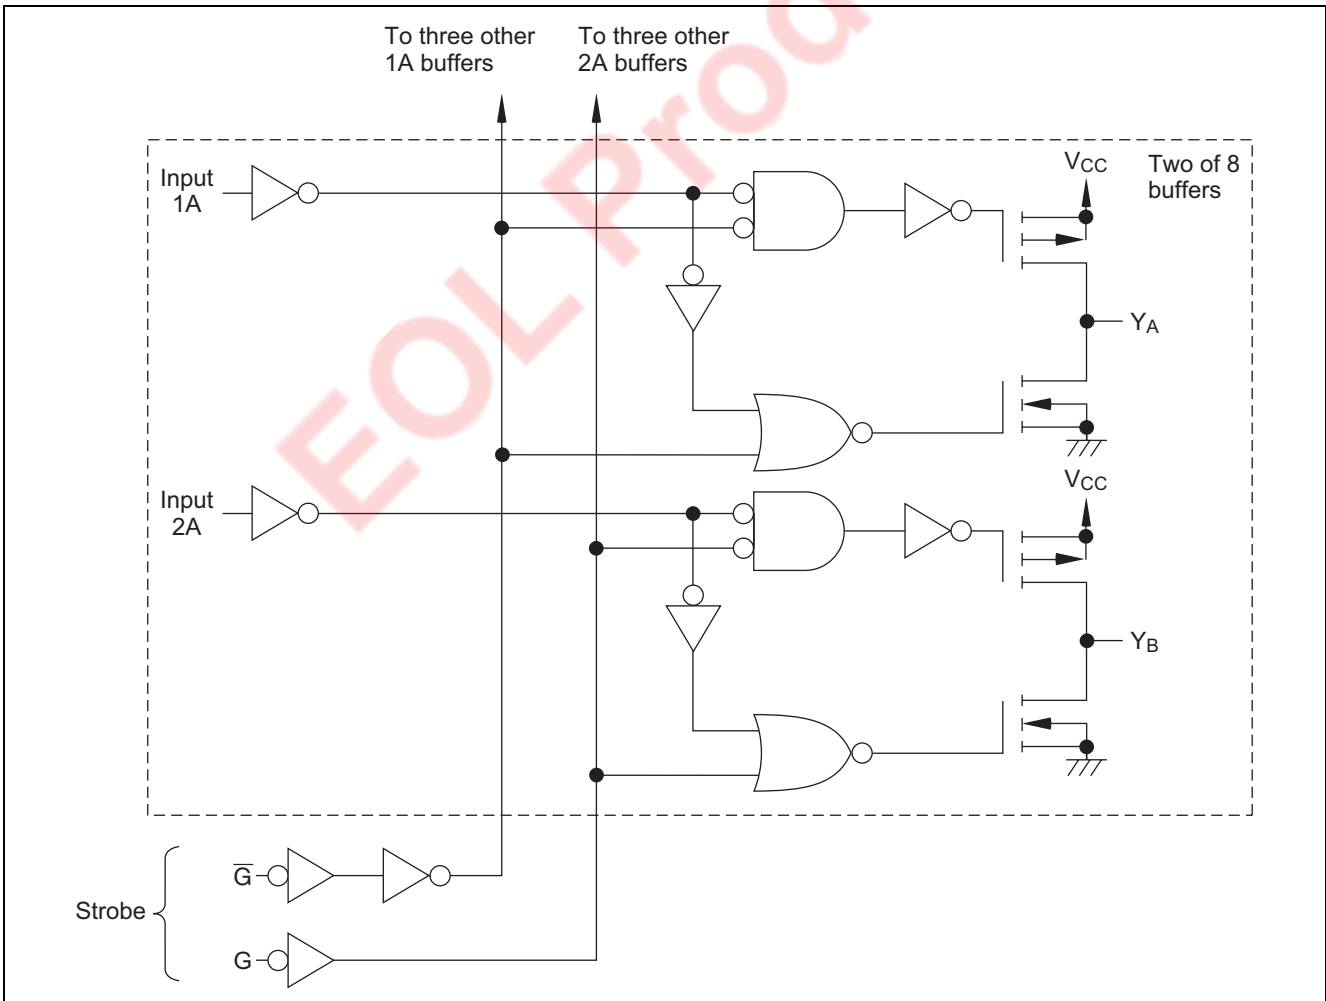 To three other
1A buffers
To three other
2A buffers
EOL Prod
Input
1A
VCC
Two of 8
buffers
YA
Input
2A
VCC
YB
Strobe
G̅
G